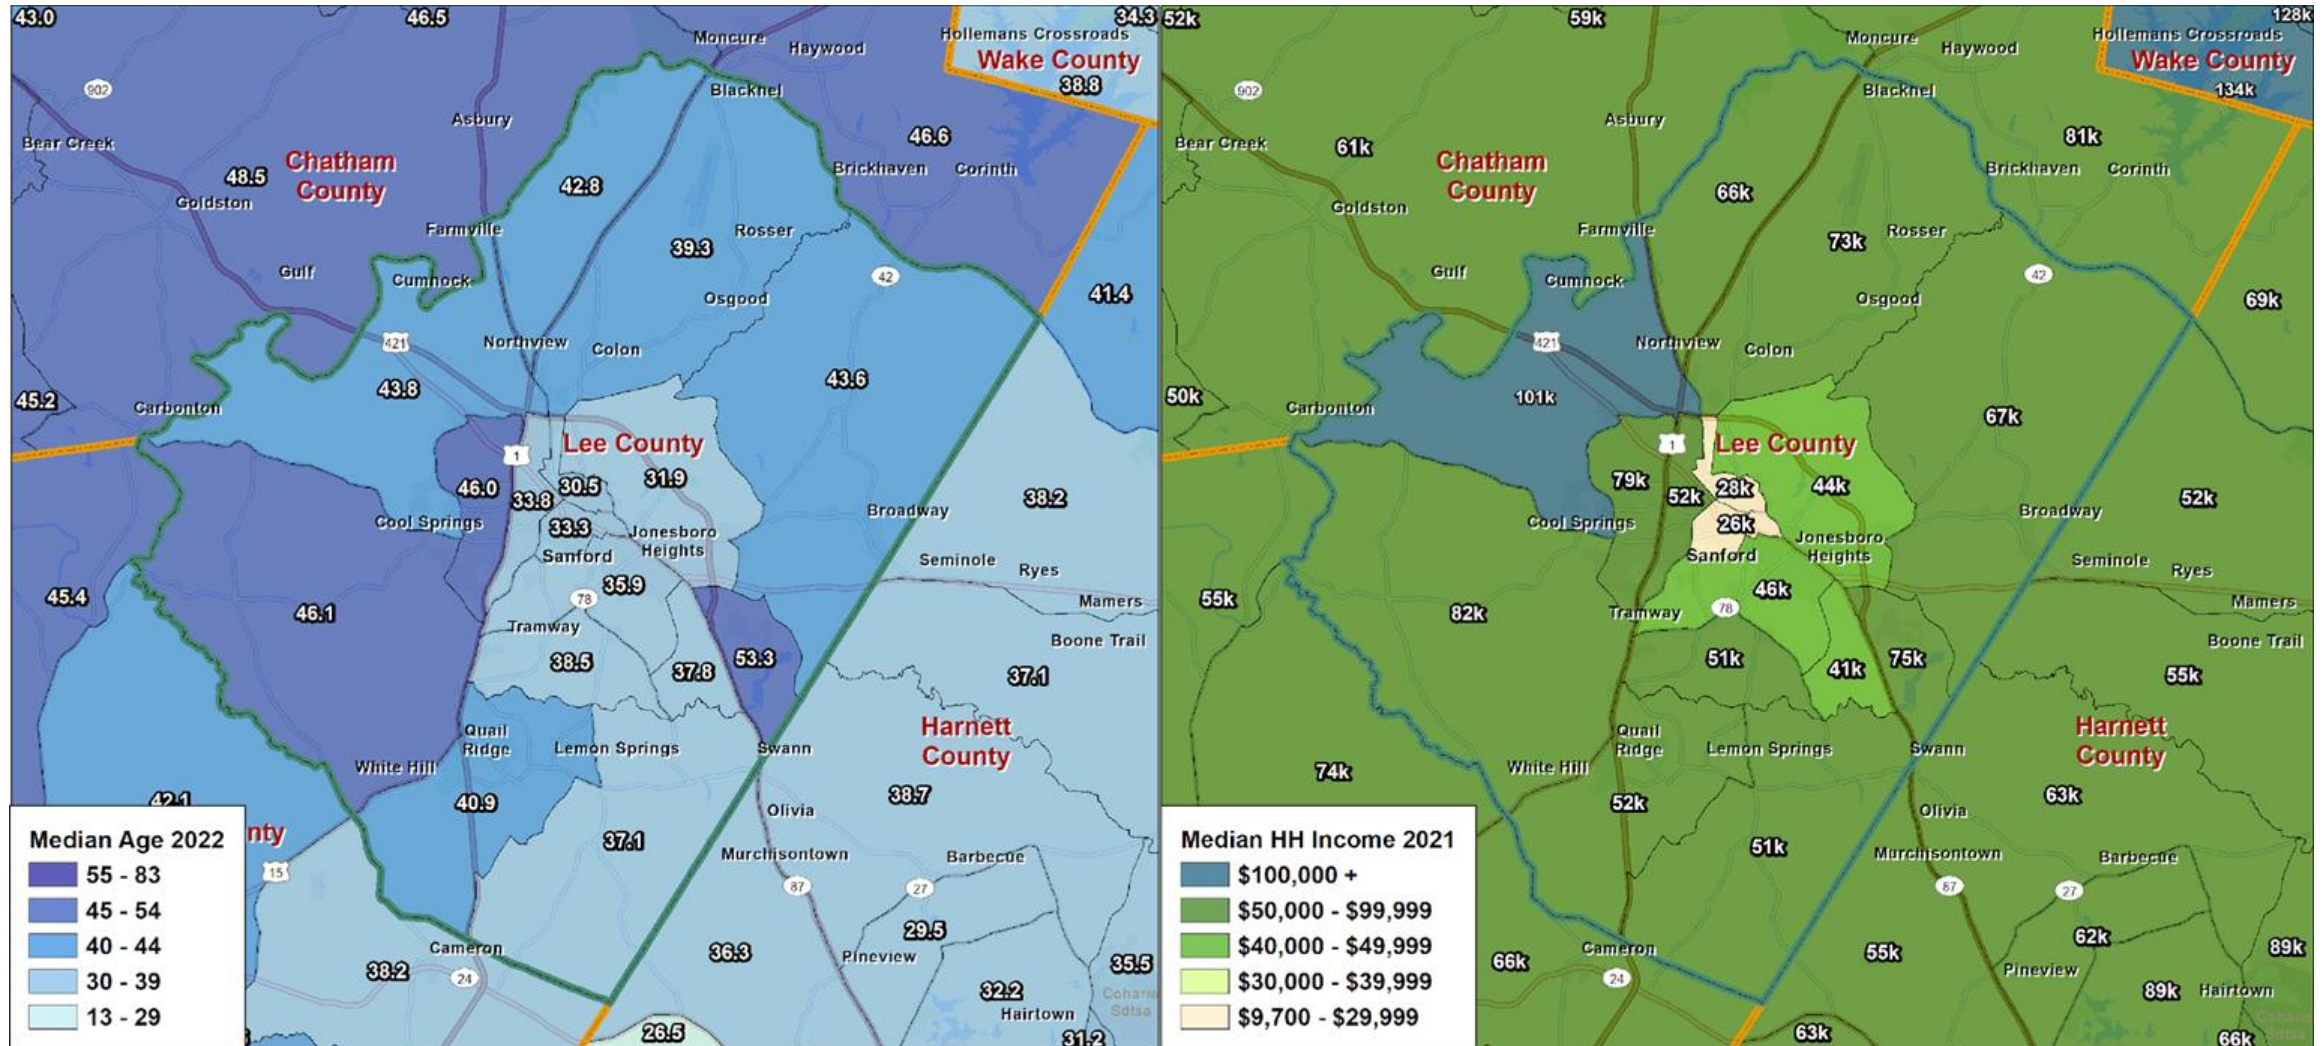 43.0
46.5
34.3
Moncure
Haywood
Hollemans Crossroads
Wake County
38.8
902
Blacknel
Asbury
Bear Creek
46.6
Chatham
County
48.5
Brickhaven
Corinth
42.8
Goldston
Farmville
Rosser
39.3
Gulf
Cumnock
42
Osgood
41.4
421
Northview
Colon
43.8
43.6
45.2
Carbonton
Lee County
1
46.0
33.8
30.5
31.9
38.2
Cool Springs
33.3
Broadway
Jonesboro
Heights
Sanford
Seminole
Ryes
35.9
45.4
78
46.1
Mamers
Tramway
Boone Trail
38.5
37.8
53.3
37.1
Quail
Ridge
Lemon Springs
Swann
Harnett
County
White Hill
42.1
40.9
38.7
Olivia
nty
37.1
Murchisontown
Barbecue
15
87
27
29.5
Cameron
36.3
Pineview
38.2
24
35.5
32.2
Coharie
Sdtsa
Hairtown
26.5
31.2
Median Age 2022
55 - 83
45 - 54
40 - 44
30 - 39
13 - 29
52k
59k
128k
Moncure
Haywood
Hollemans Crossroads
Wake County
134k
902
Blacknel
Asbury
Bear Creek
61k
81k
Chatham
County
Brickhaven
Corinth
66k
Goldston
Farmville
73k
Rosser
Gulf
Cumnock
42
Osgood
69k
421
Northview
Colon
101k
50k
Carbonton
67k
1
Lee County
79k
52k
28k
44k
52k
Cool Springs
26k
Broadway
Jonesboro
Heights
Sanford
Seminole
Ryes
46k
55k
82k
Tramway
78
Mamers
Boone Trail
51k
41k
75k
55k
Quail
Ridge
Lemon Springs
Swann
Harnett
County
74k
White Hill
52k
63k
Olivia
51k
Murchisontown
Barbecue
87
27
62k
Cameron
55k
89k
66k
24
Pineview
89k
Hairtown
63k
66k
Median HH Income 2021
$100,000 +
$50,000 - $99,999
$40,000 - $49,999
$30,000 - $39,999
$9,700 - $29,999